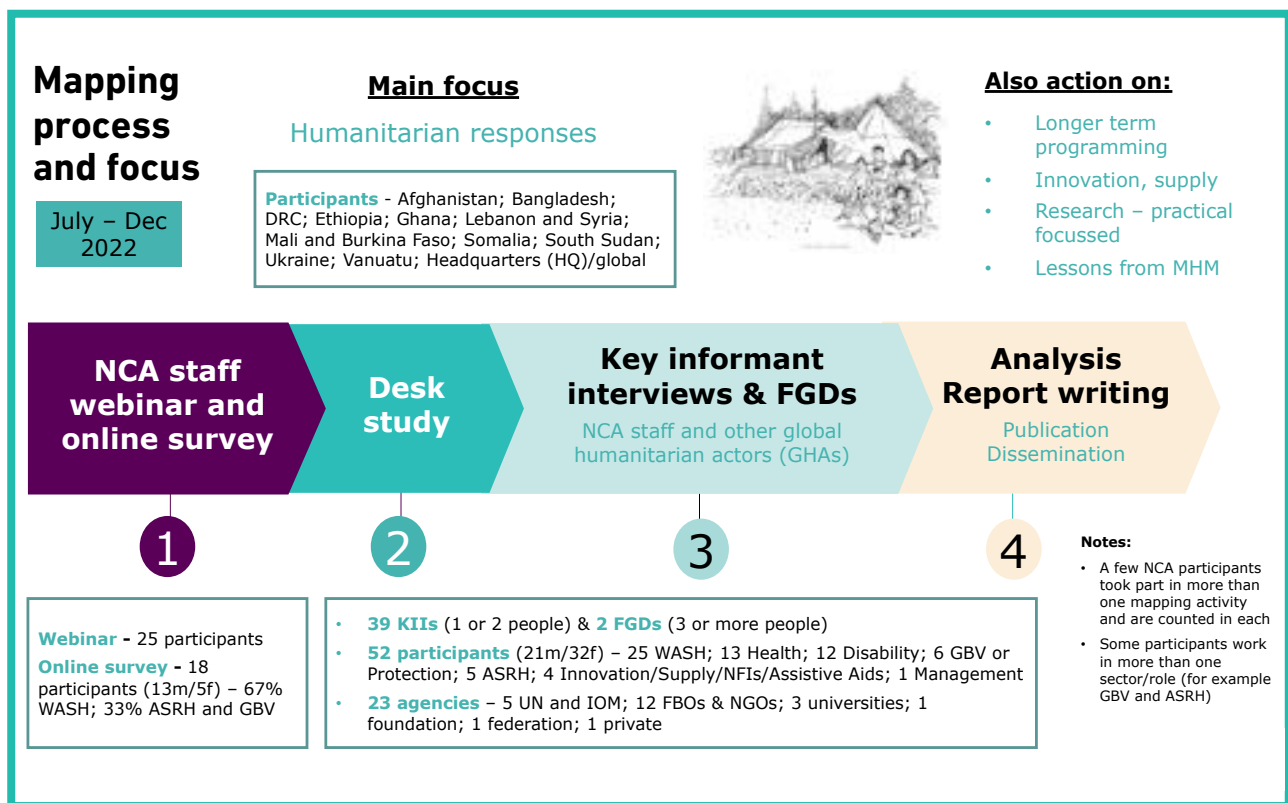 Mapping
process
and focus
July – Dec
2022
Main focus
Humanitarian responses
Participants - Afghanistan; Bangladesh;
DRC; Ethiopia; Ghana; Lebanon and Syria;
Mali and Burkina Faso; Somalia; South Sudan;
Ukraine; Vanuatu; Headquarters (HQ)/global
Also action on:
• Longer term
programming
• Innovation, supply
• Research – practical
focussed
• Lessons from MHM
NCA staff
webinar and
online survey
Desk
study
Key informant
interviews & FGDs
NCA staff and other global
humanitarian actors (GHAs)
Analysis
Report writing
Publication
Dissemination
1
2
3
4
Webinar - 25 participants
Online survey - 18
participants (13m/5f) – 67%
WASH; 33% ASRH and GBV
• 39 KIIs (1 or 2 people) & 2 FGDs (3 or more people)
• 52 participants (21m/32f) – 25 WASH; 13 Health; 12 Disability; 6 GBV or
Protection; 5 ASRH; 4 Innovation/Supply/NFIs/Assistive Aids; 1 Management
• 23 agencies – 5 UN and IOM; 12 FBOs & NGOs; 3 universities; 1
foundation; 1 federation; 1 private
Notes:
• A few NCA participants
took part in more than
one mapping activity
and are counted in each
• Some participants work
in more than one
sector/role (for example
GBV and ASRH)